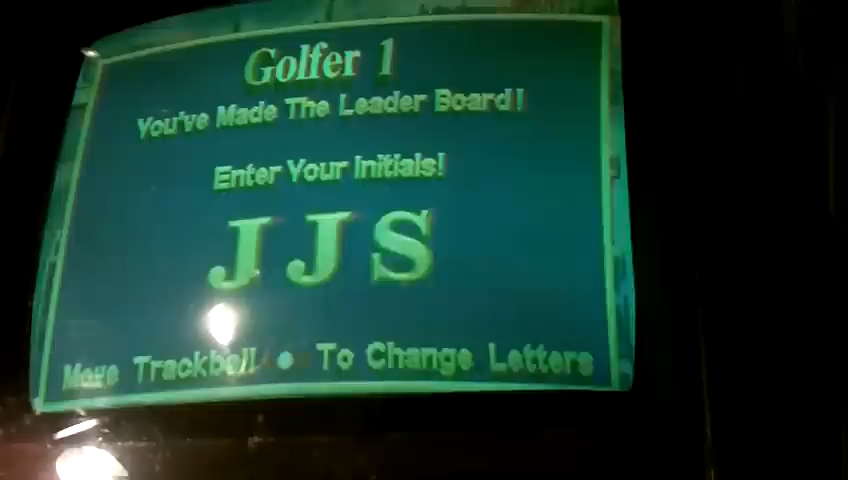 Golfer 1
You've Made The Leader Board!
Enter Your Initials!
JJS
Move Trackball To Change Letters